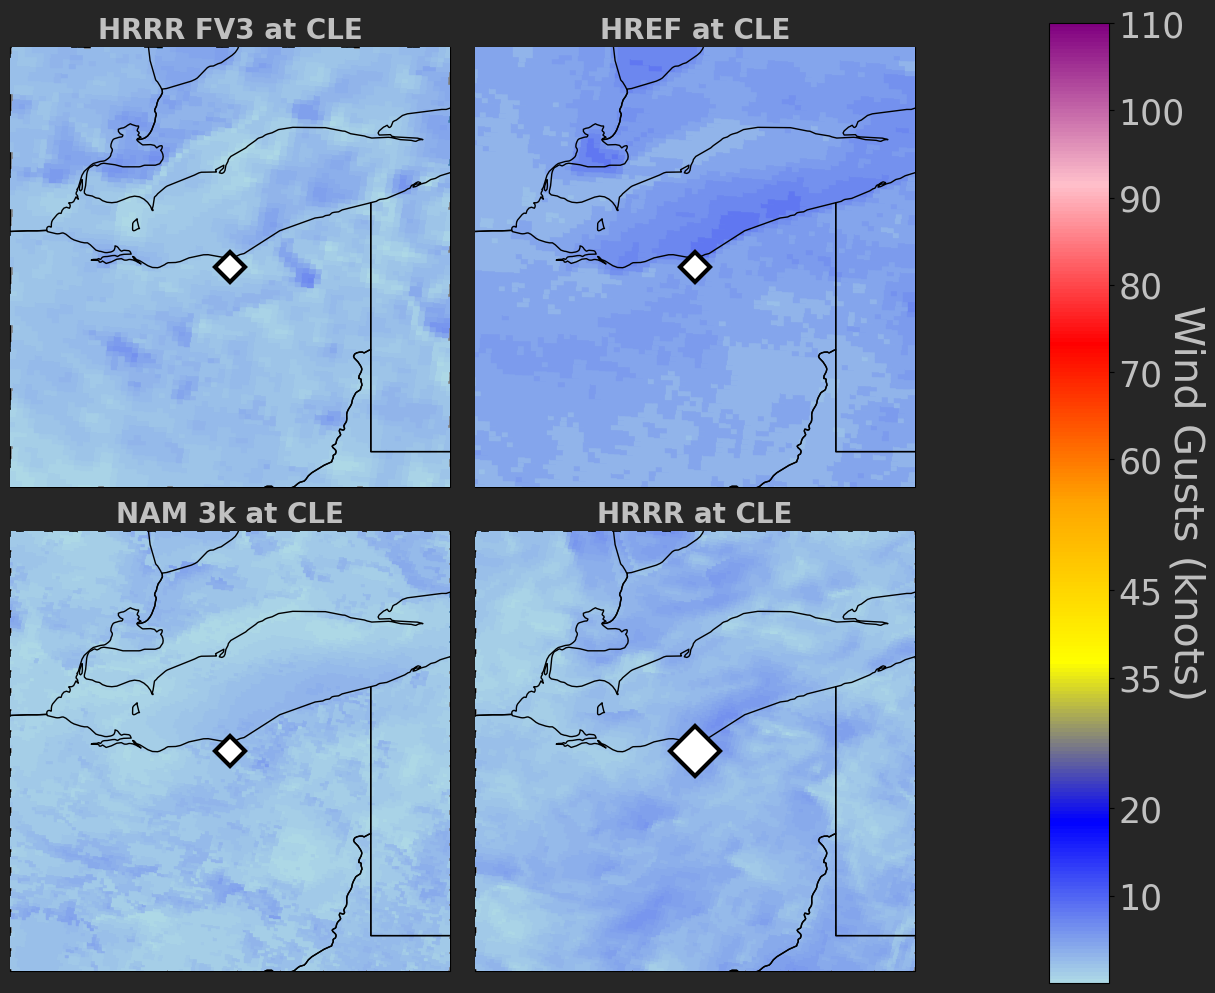 HRRR FV3 at CLE
HREF at CLE
NAM 3k at CLE
HRRR at CLE
110
100
90
80
70
60
45
35
20
10
Wind Gusts (knots)